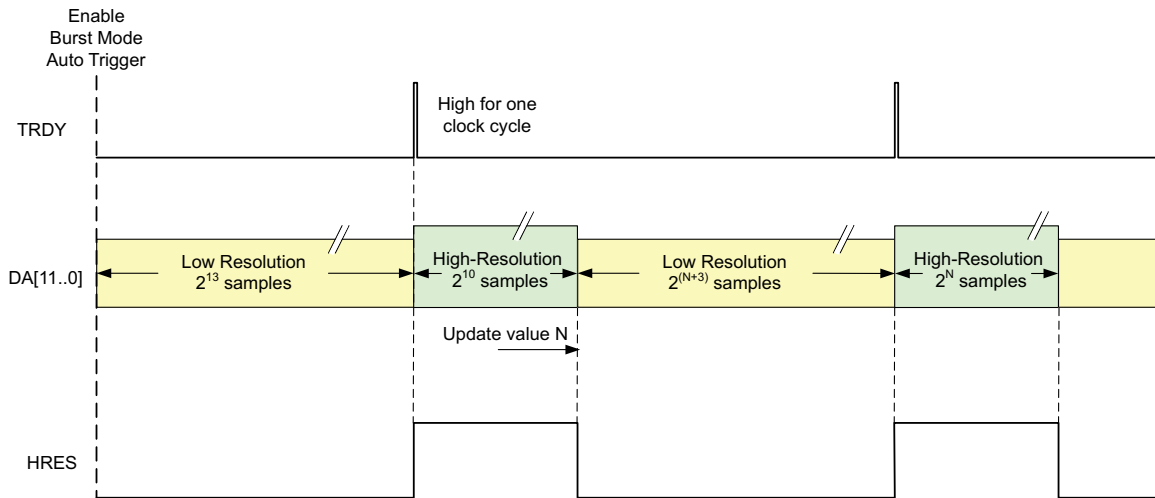 Enable
Burst Mode
Auto Trigger
TRDY
High for one
clock cycle
DA[11..0]
Low Resolution
2^13 samples
High-Resolution
2^10 samples
Low Resolution
2^(N+3) samples
High-Resolution
2^N samples
Update value N
HRES